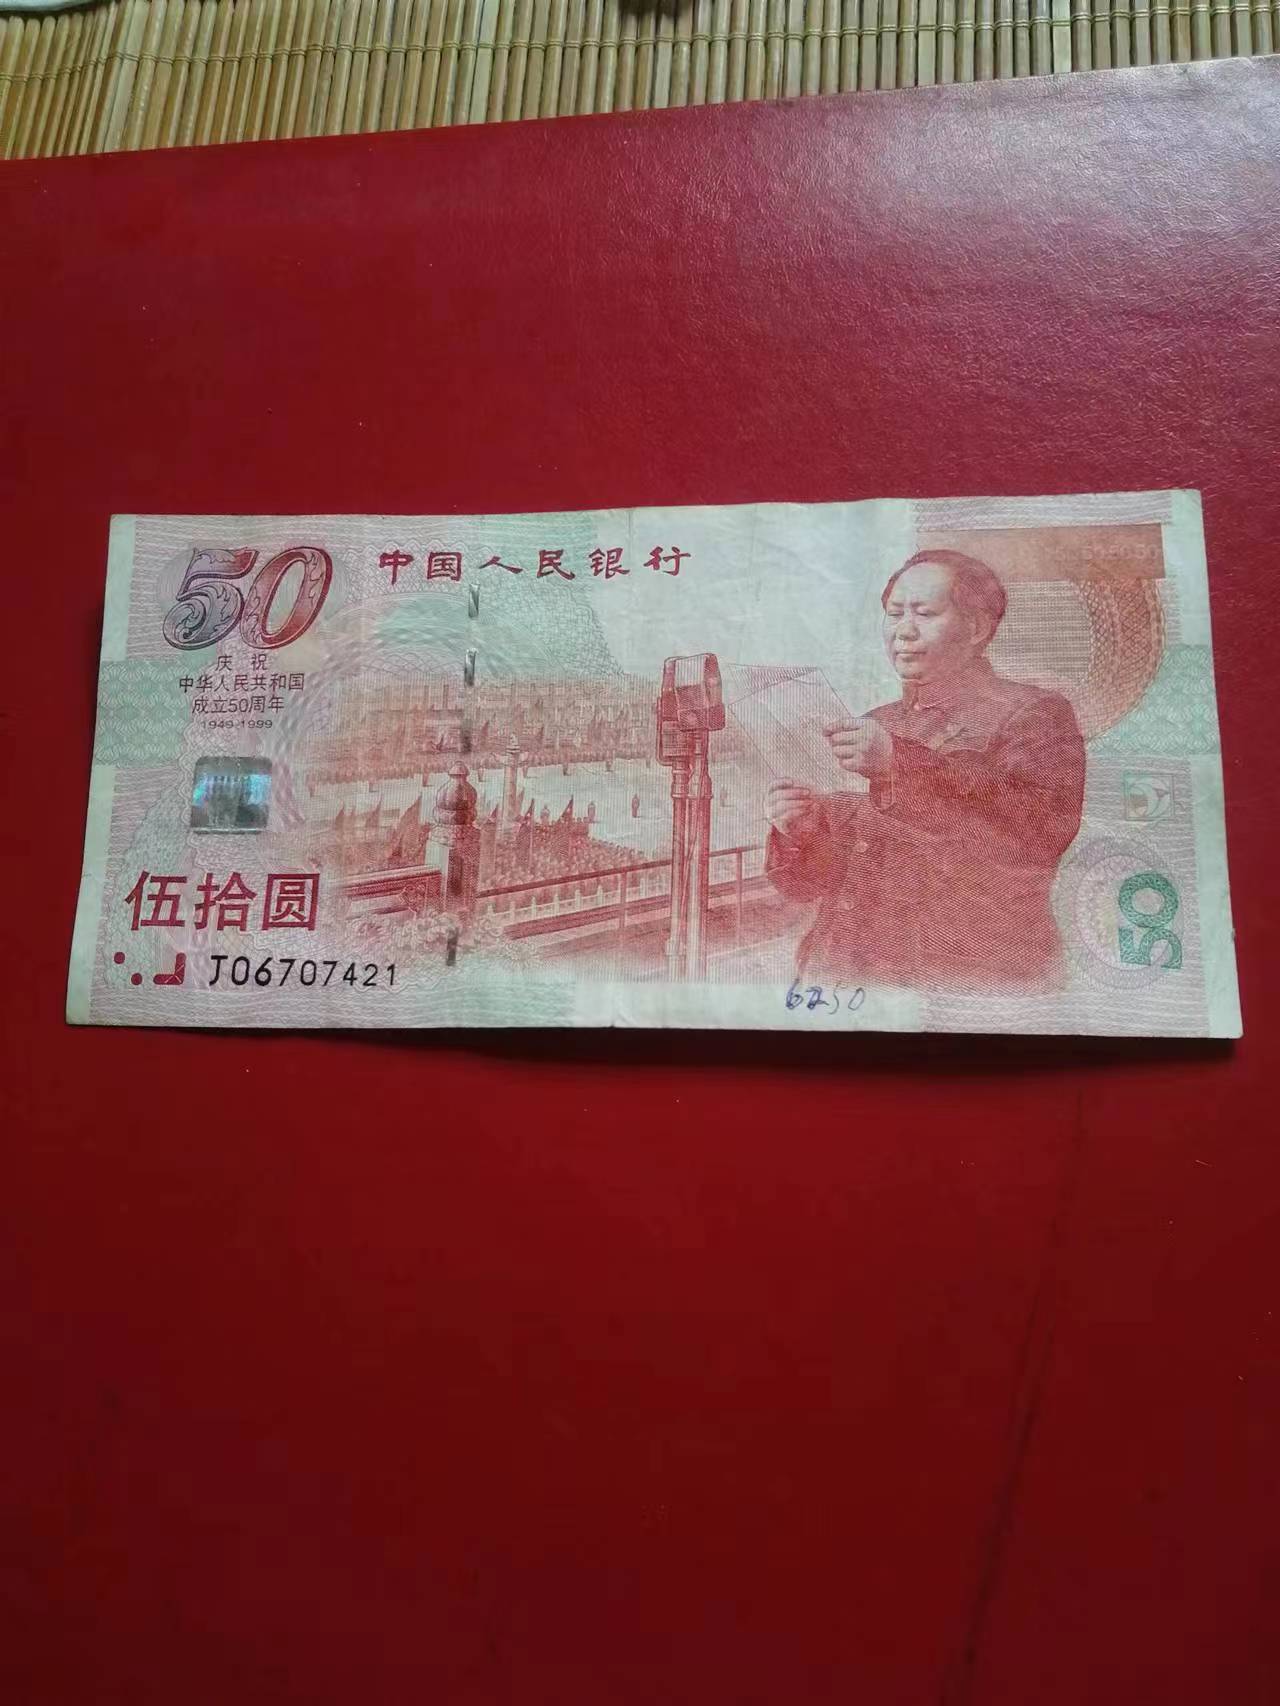 50
中国人民银行
庆祝
中华人民共和国
成立50周年
1949-1999
伍拾圆
J06707421
50